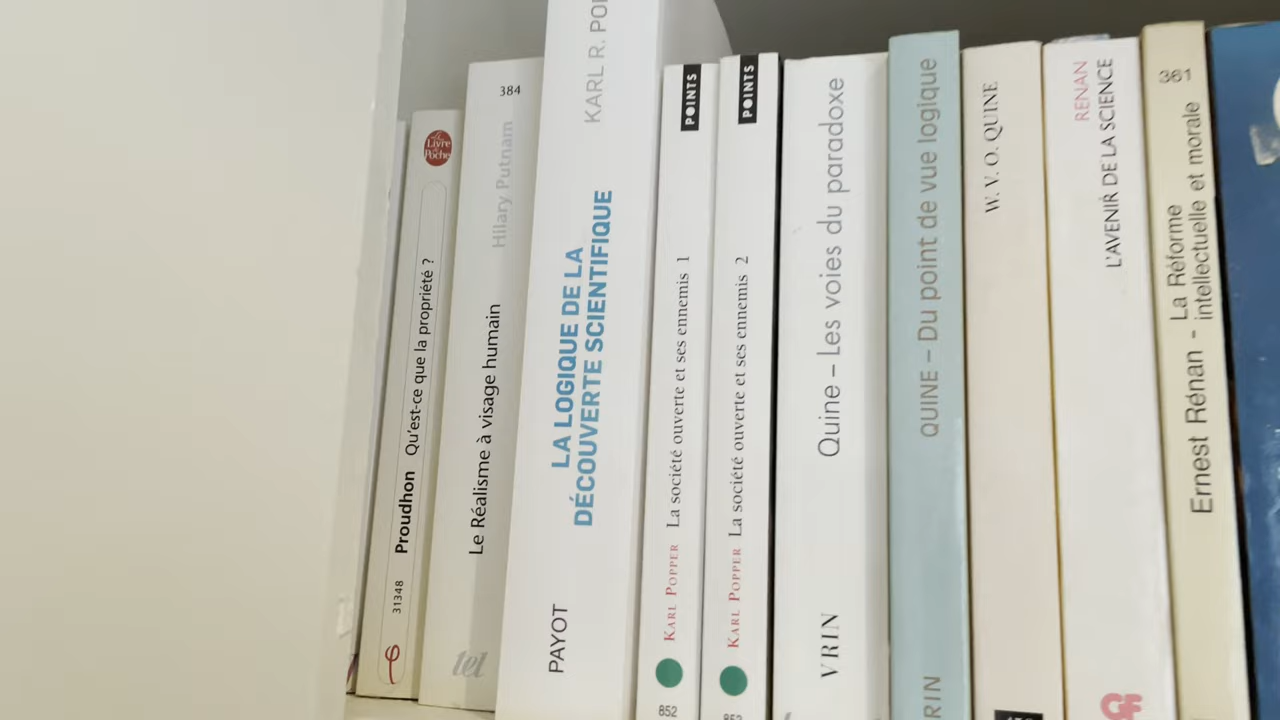 Le Livre de Poche
Proudhon Qu'est-ce que la propriété ?
31348
384
Hilary Putnam
Le Réalisme à visage humain
tel
KARL R. PO
LA LOGIQUE DE LA
DÉCOUVERTE SCIENTIFIQUE
PAYOT
POINTS
KARL POPPER La société ouverte et ses ennemis 1
852
POINTS
KARL POPPER La société ouverte et ses ennemis 2
Quine – Les voies du paradoxe
VRIN
QUINE – Du point de vue logique
RIN
W. V. O. QUINE
RENAN
L'AVENIR DE LA SCIENCE
GF
361
Ernest Rénan - La Réforme
intellectuelle et morale